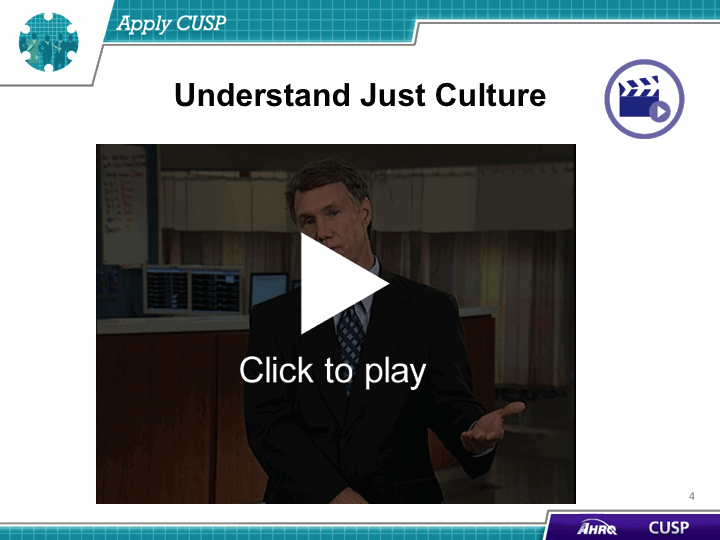 Apply CUSP
Understand Just Culture
Click to play
4
AHRQ
CUSP